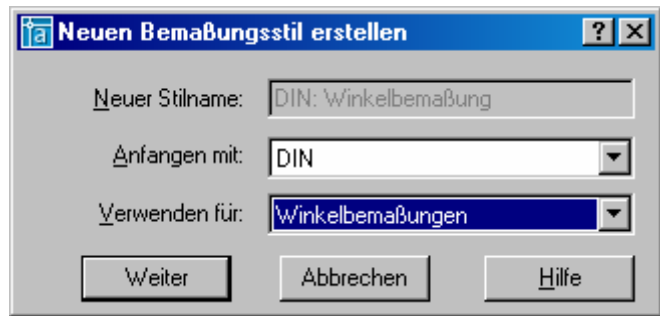 Neuen Bemaßungsstil erstellen
Neuer Stilname: DIN: Winkelbemaßung
Anfangen mit: DIN
Verwenden für: Winkelbemaßungen
Weiter Abbrechen Hilfe